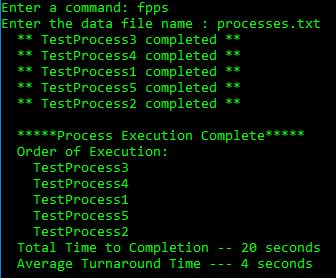 Enter a command: fpps
Enter the data file name : processes.txt
** TestProcess3 completed **
** TestProcess4 completed **
** TestProcess1 completed **
** TestProcess5 completed **
** TestProcess2 completed **
*****Process Execution Complete*****
Order of Execution:
TestProcess3
TestProcess4
TestProcess1
TestProcess5
TestProcess2
Total Time to Completion -- 20 seconds
Average Turnaround Time --- 4 seconds